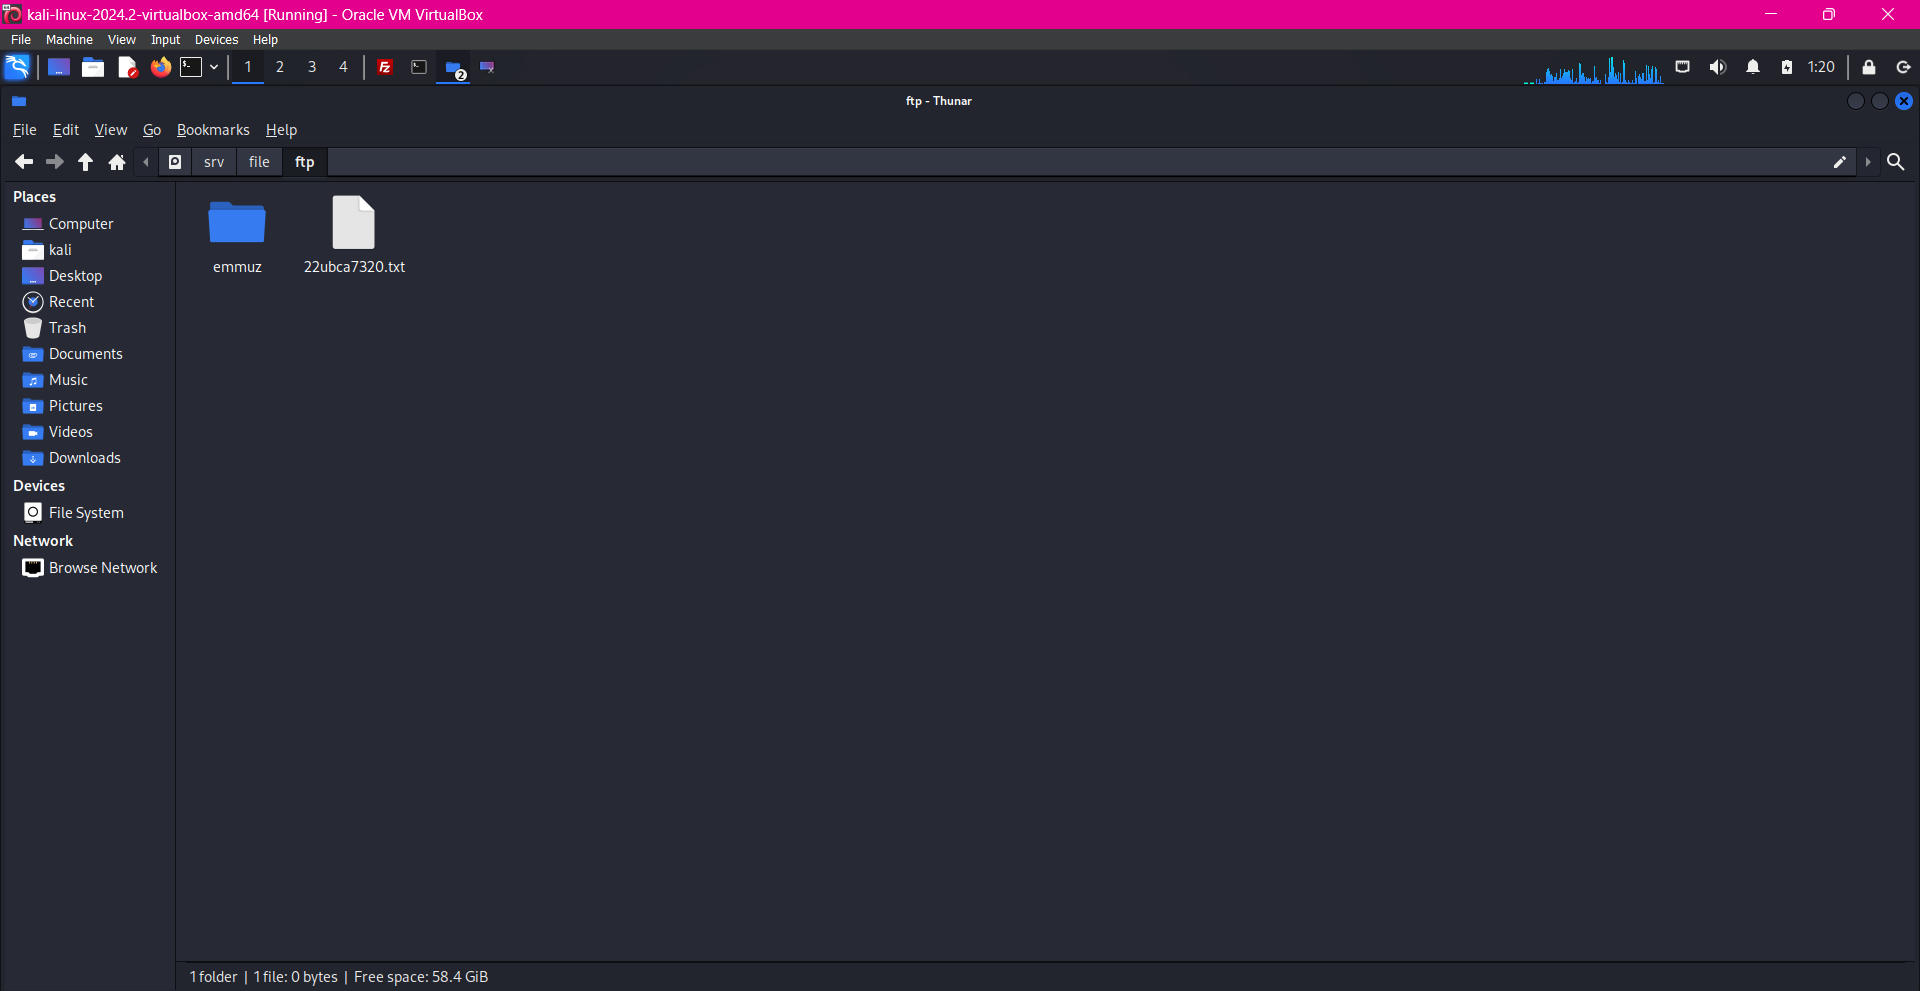 kali-linux-2024.2-virtualbox-amd64 [Running] - Oracle VM VirtualBox
File Machine View Input Devices Help
1 2 3 4 Fz 2 1:20
ftp - Thunar
File Edit View Go Bookmarks Help
srv file ftp
Places
Computer
kali
Desktop
Recent
Trash
Documents
Music
Pictures
Videos
Downloads
Devices
File System
Network
Browse Network
emmuz
22ubca7320.txt
1 folder | 1 file: 0 bytes | Free space: 58.4 GiB